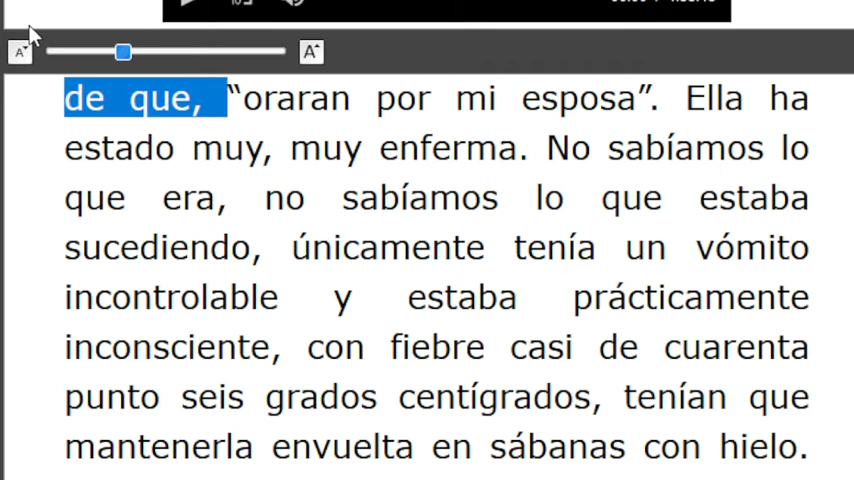 A A
de que, “oraran por mi esposa”. Ella ha
estado muy, muy enferma. No sabíamos lo
que era, no sabíamos lo que estaba
sucediendo, únicamente tenía un vómito
incontrolable y estaba prácticamente
inconsciente, con fiebre casi de cuarenta
punto seis grados centígrados, tenían que
mantenerla envuelta en sábanas con hielo.